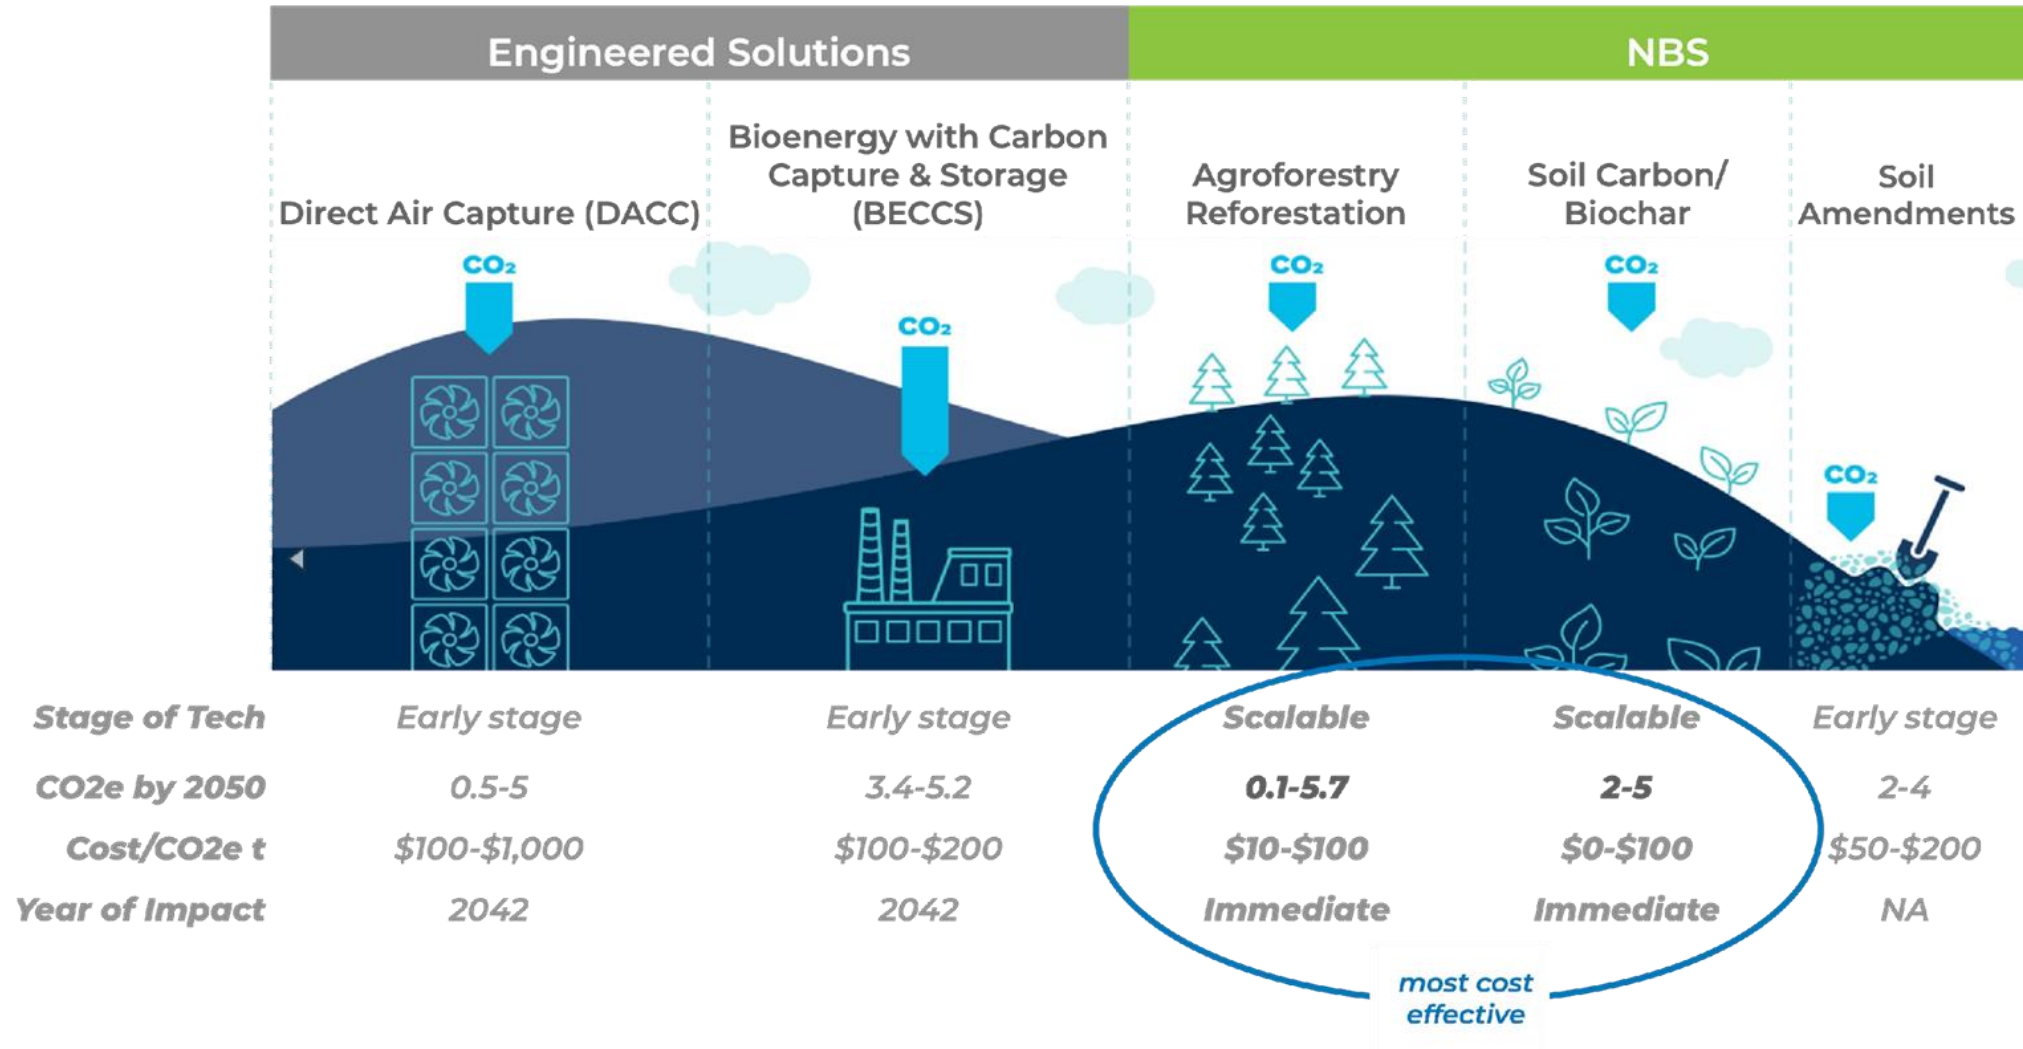 Engineered Solutions
NBS
Direct Air Capture (DACC)
Bioenergy with Carbon
Capture & Storage
(BECCS)
Agroforestry
Reforestation
Soil Carbon/
Biochar
Soil
Amendments
CO₂
CO₂
CO₂
CO₂
CO₂
Stage of Tech Early stage Early stage Scalable Scalable Early stage
CO2e by 2050 0.5-5 3.4-5.2 0.1-5.7 2-5 2-4
Cost/CO2e t $100-$1,000 $100-$200 $10-$100 $0-$100 $50-$200
Year of Impact 2042 2042 Immediate Immediate NA
most cost
effective